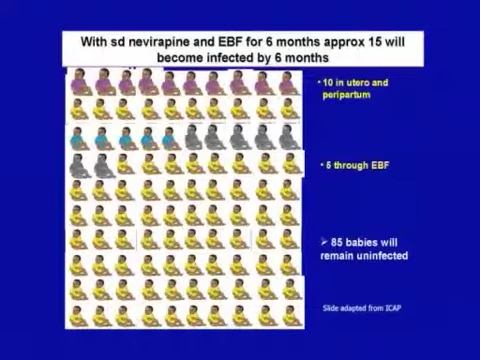 With sd nevirapine and EBF for 6 months approx 15 will
become infected by 6 months
• 10 in utero and
peripartum
• 5 through EBF
➢ 85 babies will
remain uninfected
Slide adapted from ICAP